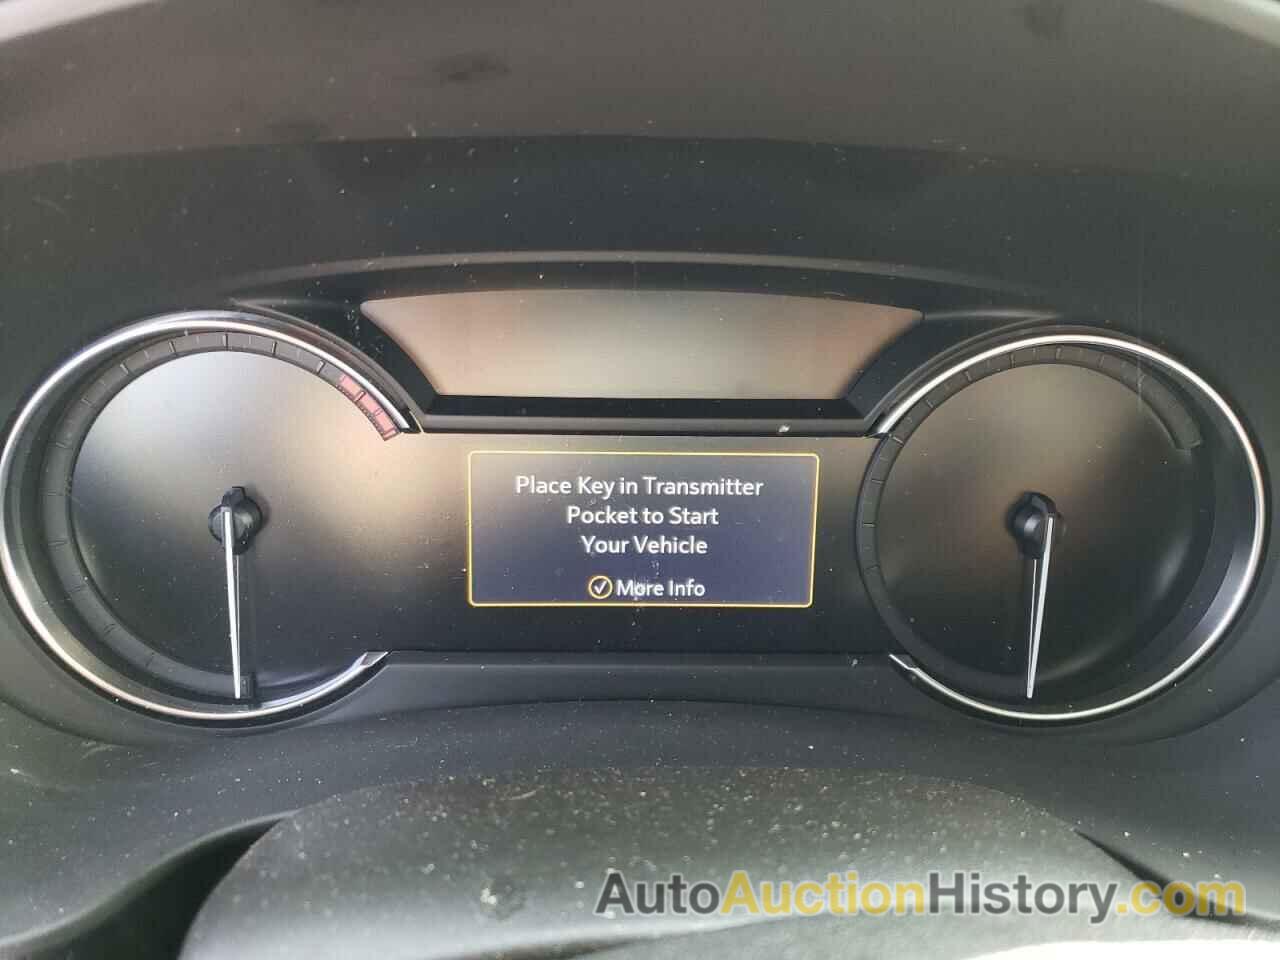 Place Key in Transmitter
Pocket to Start
Your Vehicle
More Info
AutoAuctionHistory.com